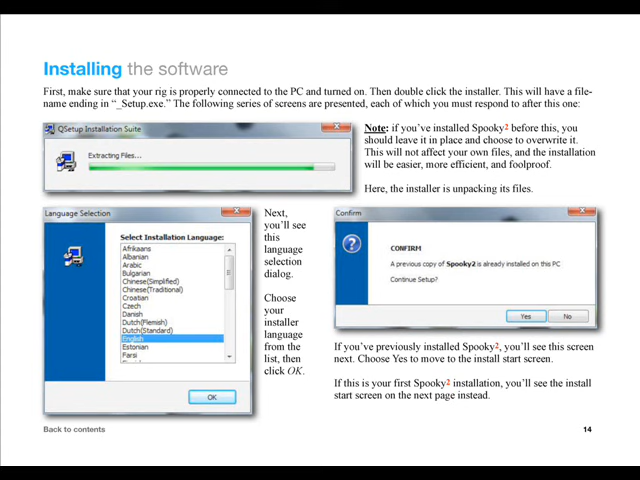 Installing the software
First, make sure that your rig is properly connected to the PC and turned on. Then double click the installer. This will have a file-
name ending in “_Setup.exe.” The following series of screens are presented, each of which you must respond to after this one:
QSetup Installation Suite
Extracting Files...
Note: if you’ve installed Spooky2 before this, you
should leave it in place and choose to overwrite it.
This will not affect your own files, and the installation
will be easier, more efficient, and foolproof.
Here, the installer is unpacking its files.
Language Selection
Select Installation Language:
Afrikaans
Albanian
Arabic
Bulgarian
Chinese(Simplified)
Chinese(Traditional)
Croatian
Czech
Danish
Dutch(Flemish)
Dutch(Standard)
English
Estonian
Farsi
OK
Next,
you’ll see
this
language
selection
dialog.
Choose
your
installer
language
from the
list, then
click OK.
Confirm
CONFIRM
A previous copy of Spooky2 is already installed on this PC
Continue Setup?
Yes
No
If you’ve previously installed Spooky2, you’ll see this screen
next. Choose Yes to move to the install start screen.
If this is your first Spooky2 installation, you’ll see the install
start screen on the next page instead.
Back to contents
14